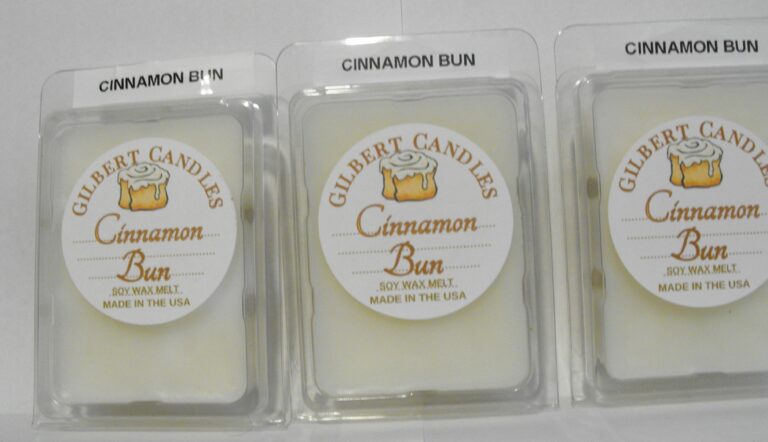 CINNAMON BUN
GILBERT CANDLES
Cinnamon
Bun
SOY WAX MELT
MADE IN THE USA
CINNAMON BUN
GILBERT CANDLES
Cinnamon
Bun
SOY WAX MELT
MADE IN THE USA
CINNAMON BUN
GILBERT CANDLES
Cinnamon
Bun
SOY WAX MELT
MADE IN THE USA